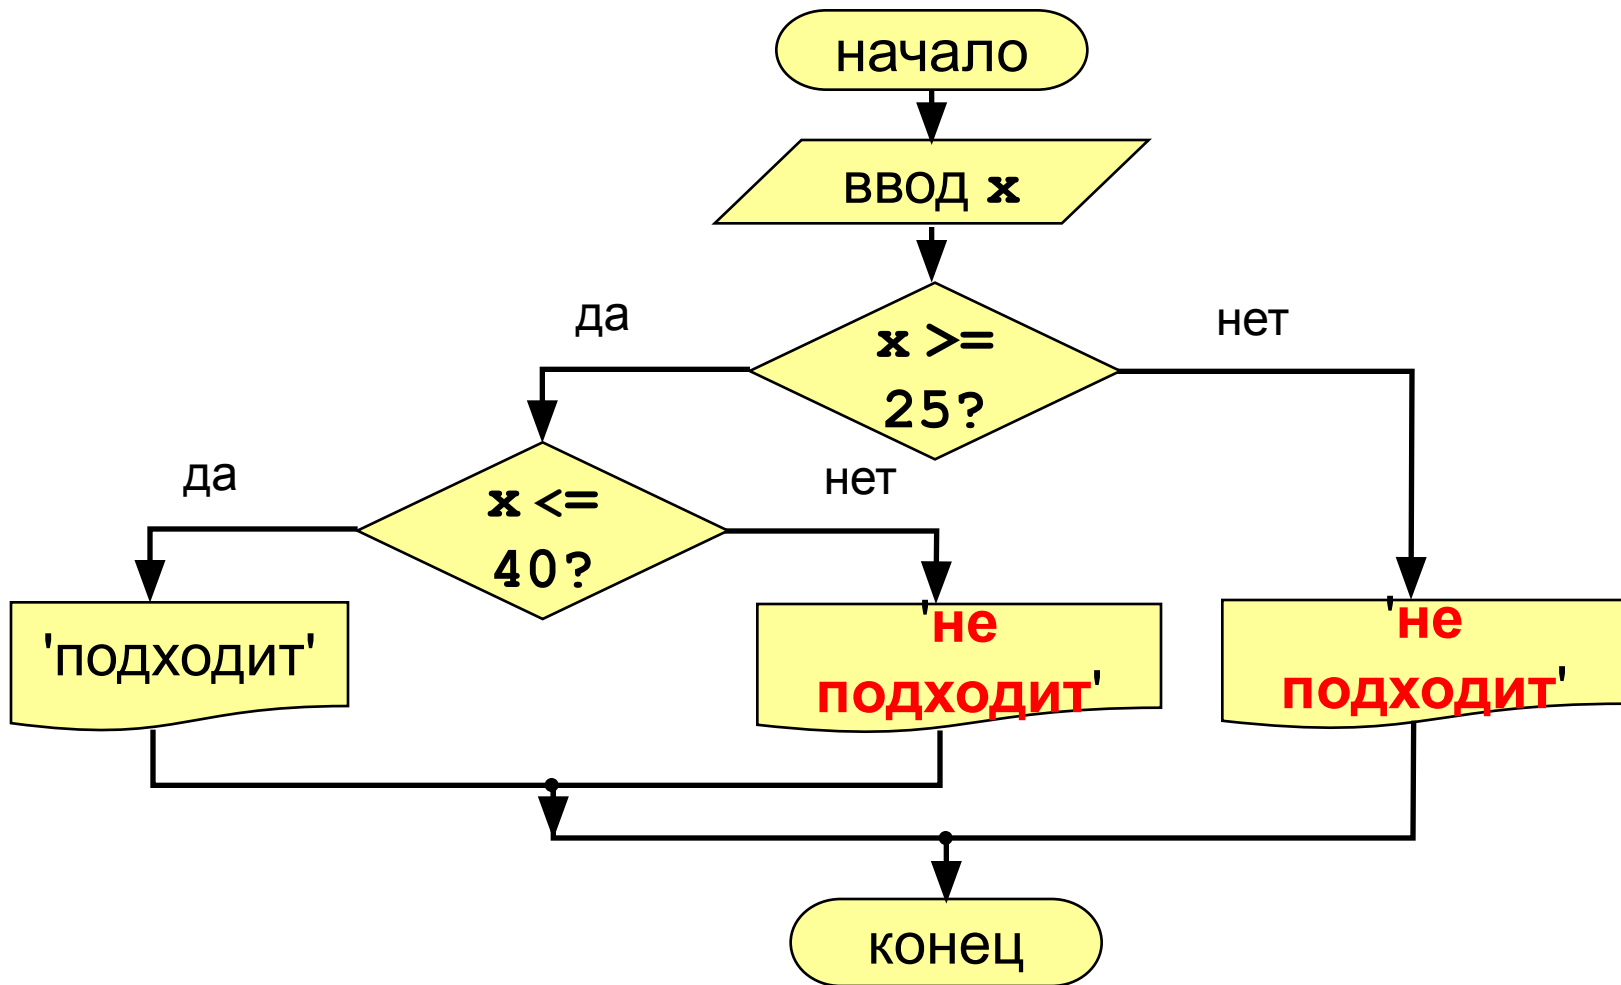 начало
ввод x
да
нет
x >=
25?
да
нет
x <=
40?
'подходит'
'не
подходит'
'не
подходит'
конец